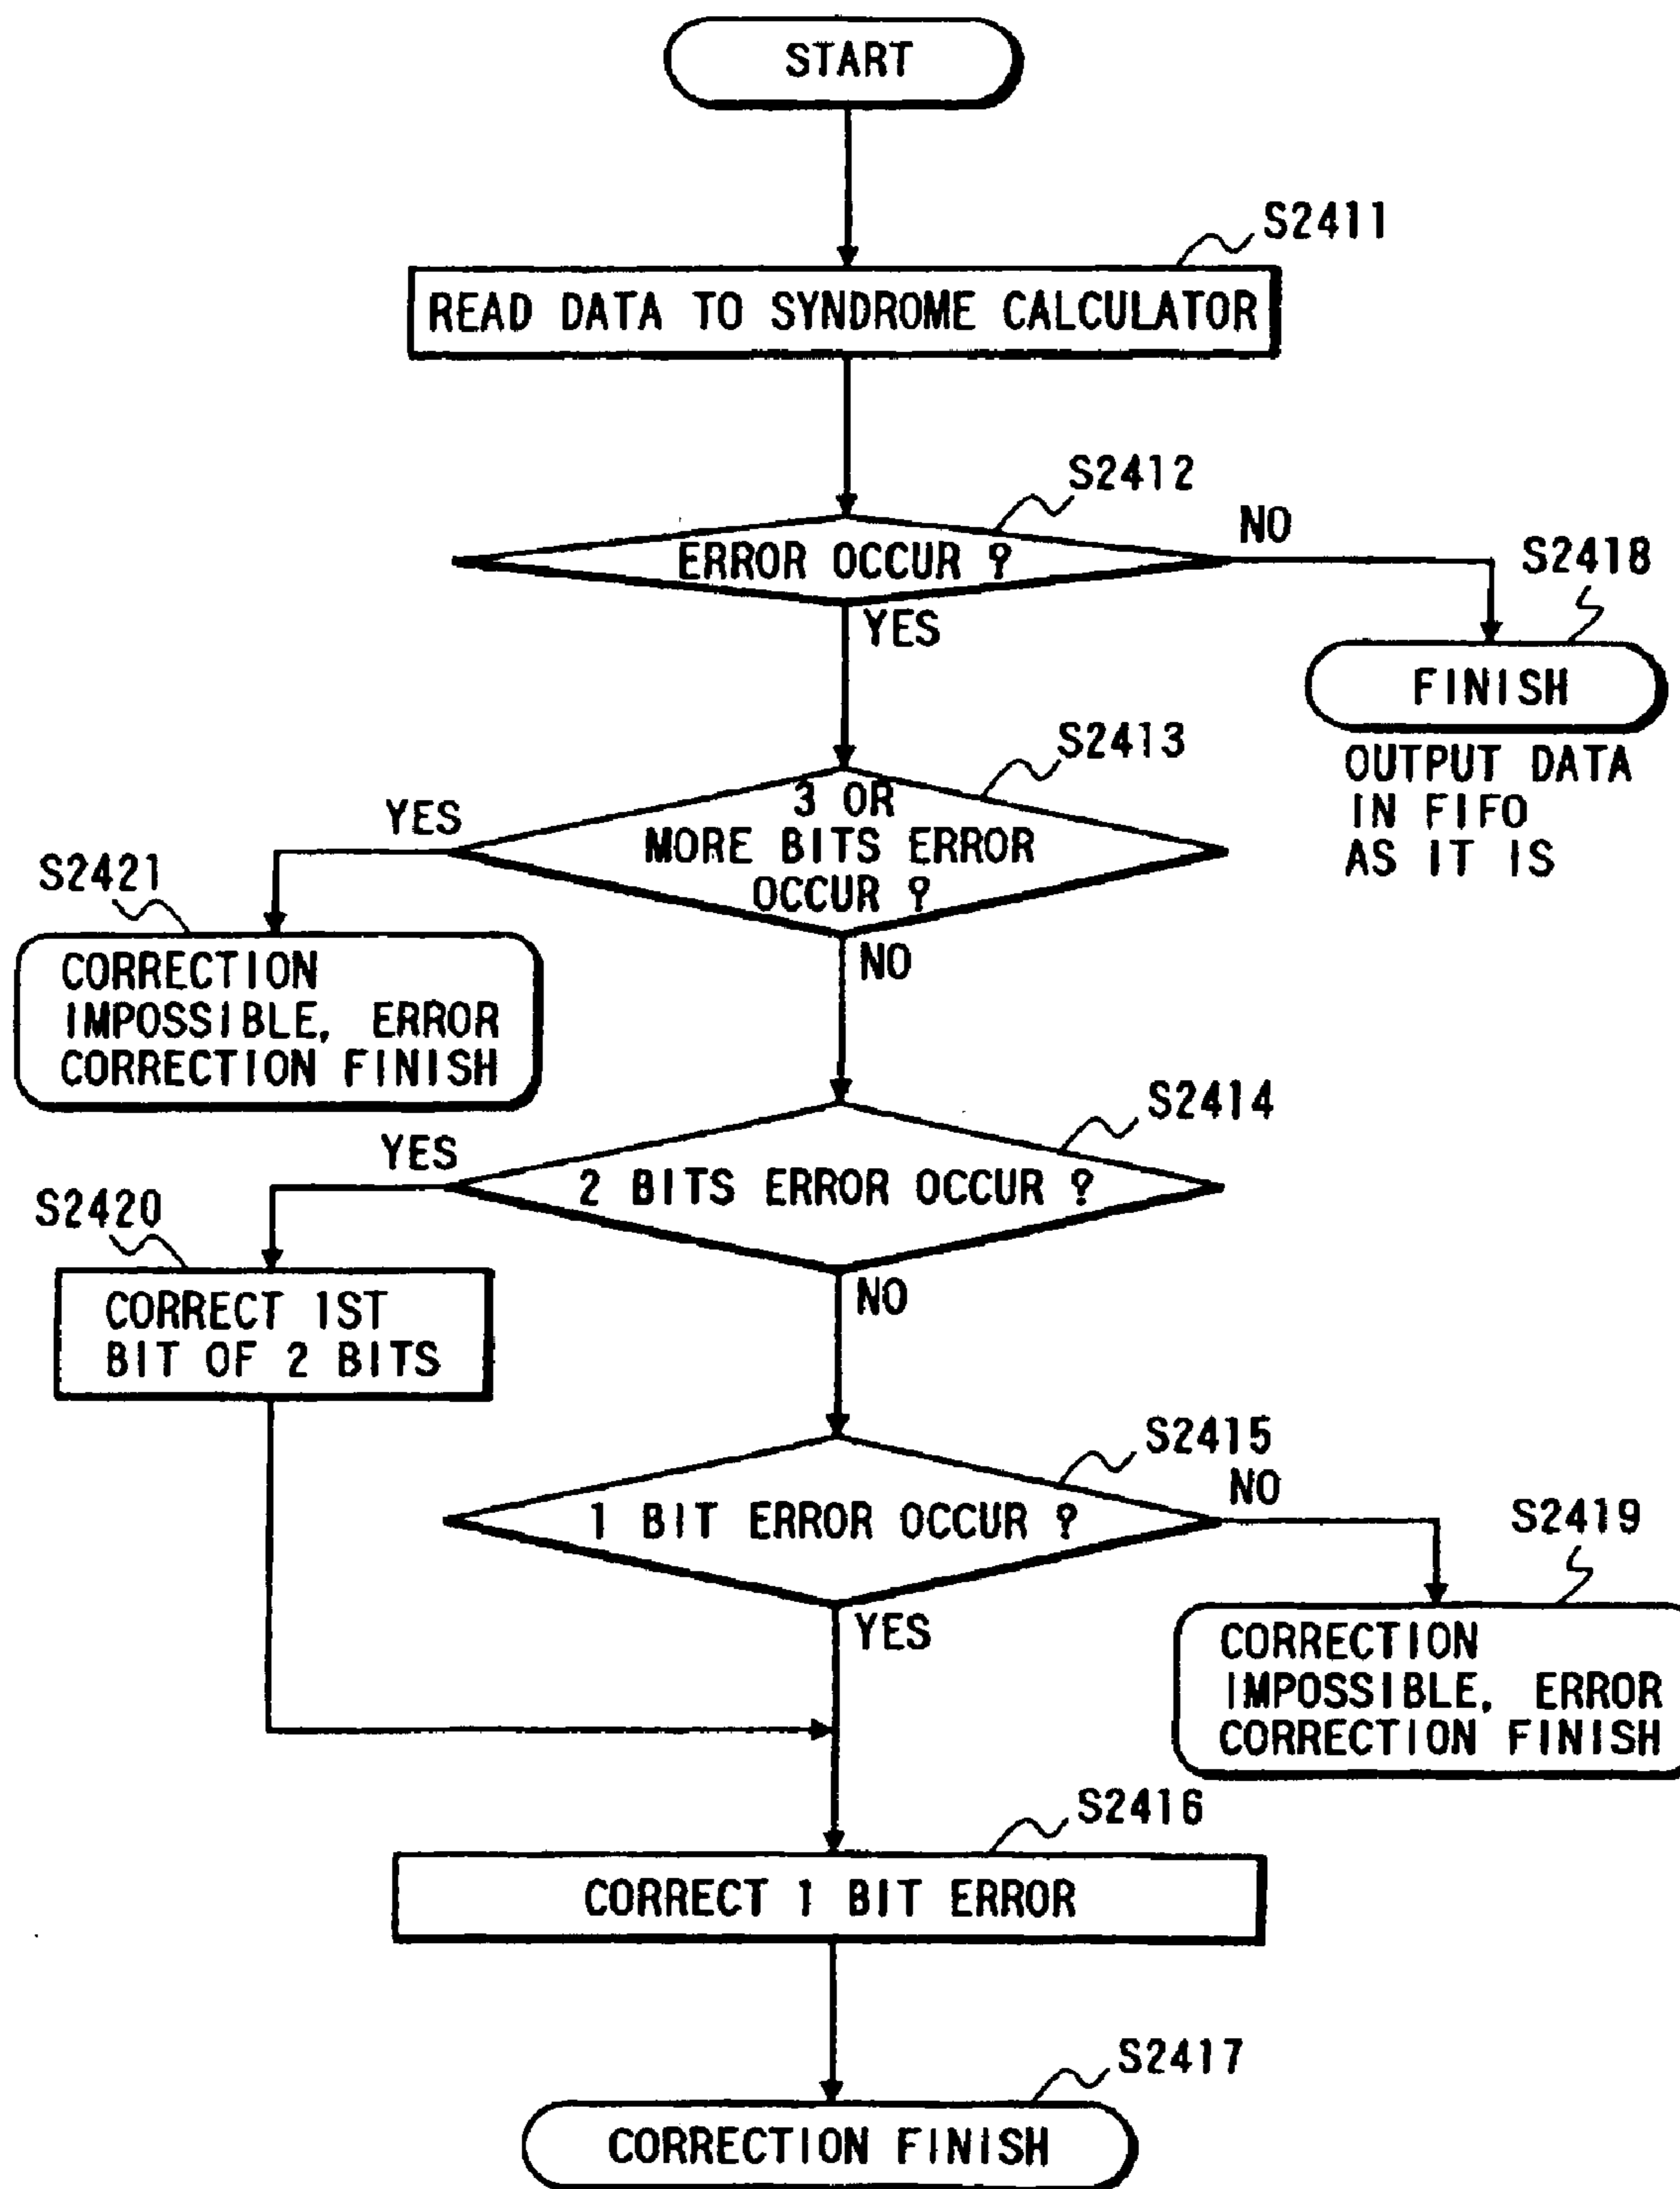 START
S2411
READ DATA TO SYNDROME CALCULATOR
S2412
ERROR OCCUR ?
NO
YES
S2418
FINISH
OUTPUT DATA
IN FIFO
AS IT IS
S2413
3 OR
MORE BITS ERROR
OCCUR ?
YES
NO
S2421
CORRECTION
IMPOSSIBLE, ERROR
CORRECTION FINISH
S2414
2 BITS ERROR OCCUR ?
YES
NO
S2420
CORRECT 1ST
BIT OF 2 BITS
S2415
1 BIT ERROR OCCUR ?
NO
YES
S2419
CORRECTION
IMPOSSIBLE, ERROR
CORRECTION FINISH
S2416
CORRECT 1 BIT ERROR
S2417
CORRECTION FINISH